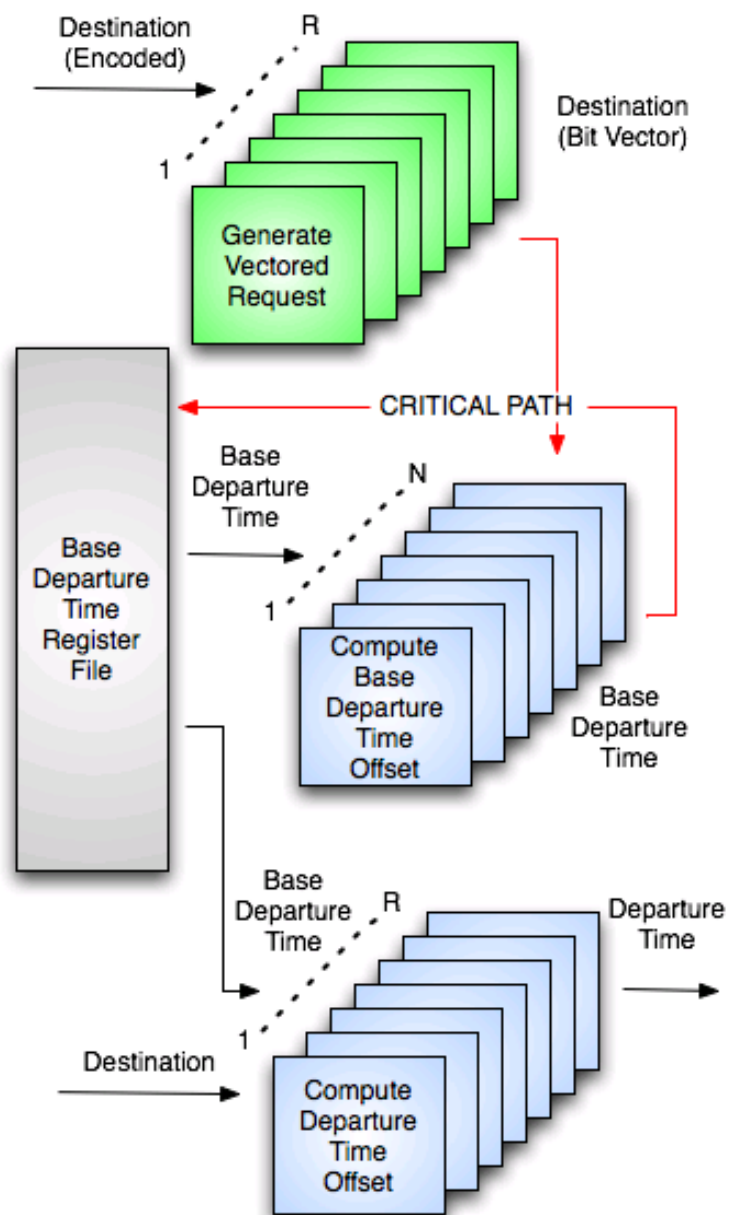 Destination
(Encoded)
R
1
Destination
(Bit Vector)
Generate
Vectored
Request
CRITICAL PATH
Base
Departure
Time
N
1
Base
Departure
Time
Register
File
Compute
Base
Departure
Time
Offset
Base
Departure
Time
Base
Departure
Time
R
1
Departure
Time
Destination
Compute
Departure
Time
Offset